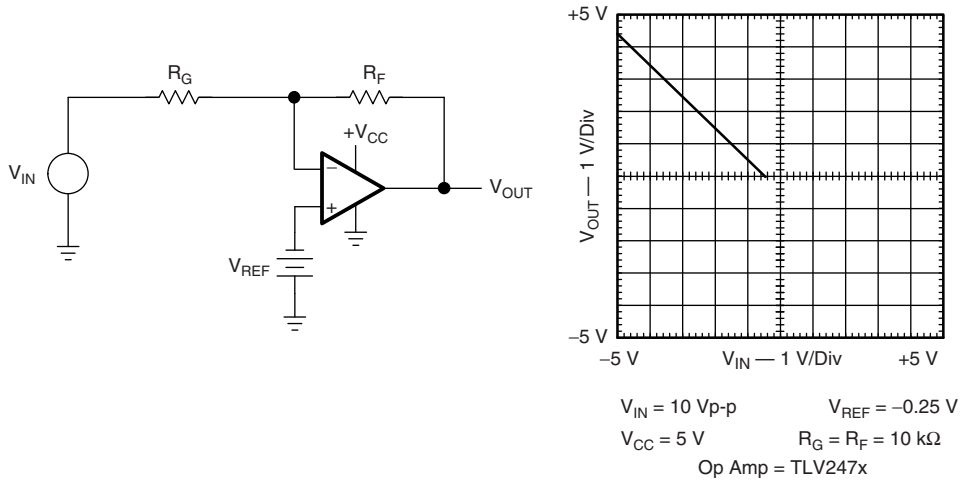 R_G
R_F
+V_CC
V_IN
−
+
V_OUT
V_REF
+5 V
V_OUT — 1 V/Div
−5 V
−5 V
V_IN — 1 V/Div
+5 V
V_IN = 10 Vp-p
V_REF = −0.25 V
V_CC = 5 V
R_G = R_F = 10 kΩ
Op Amp = TLV247x